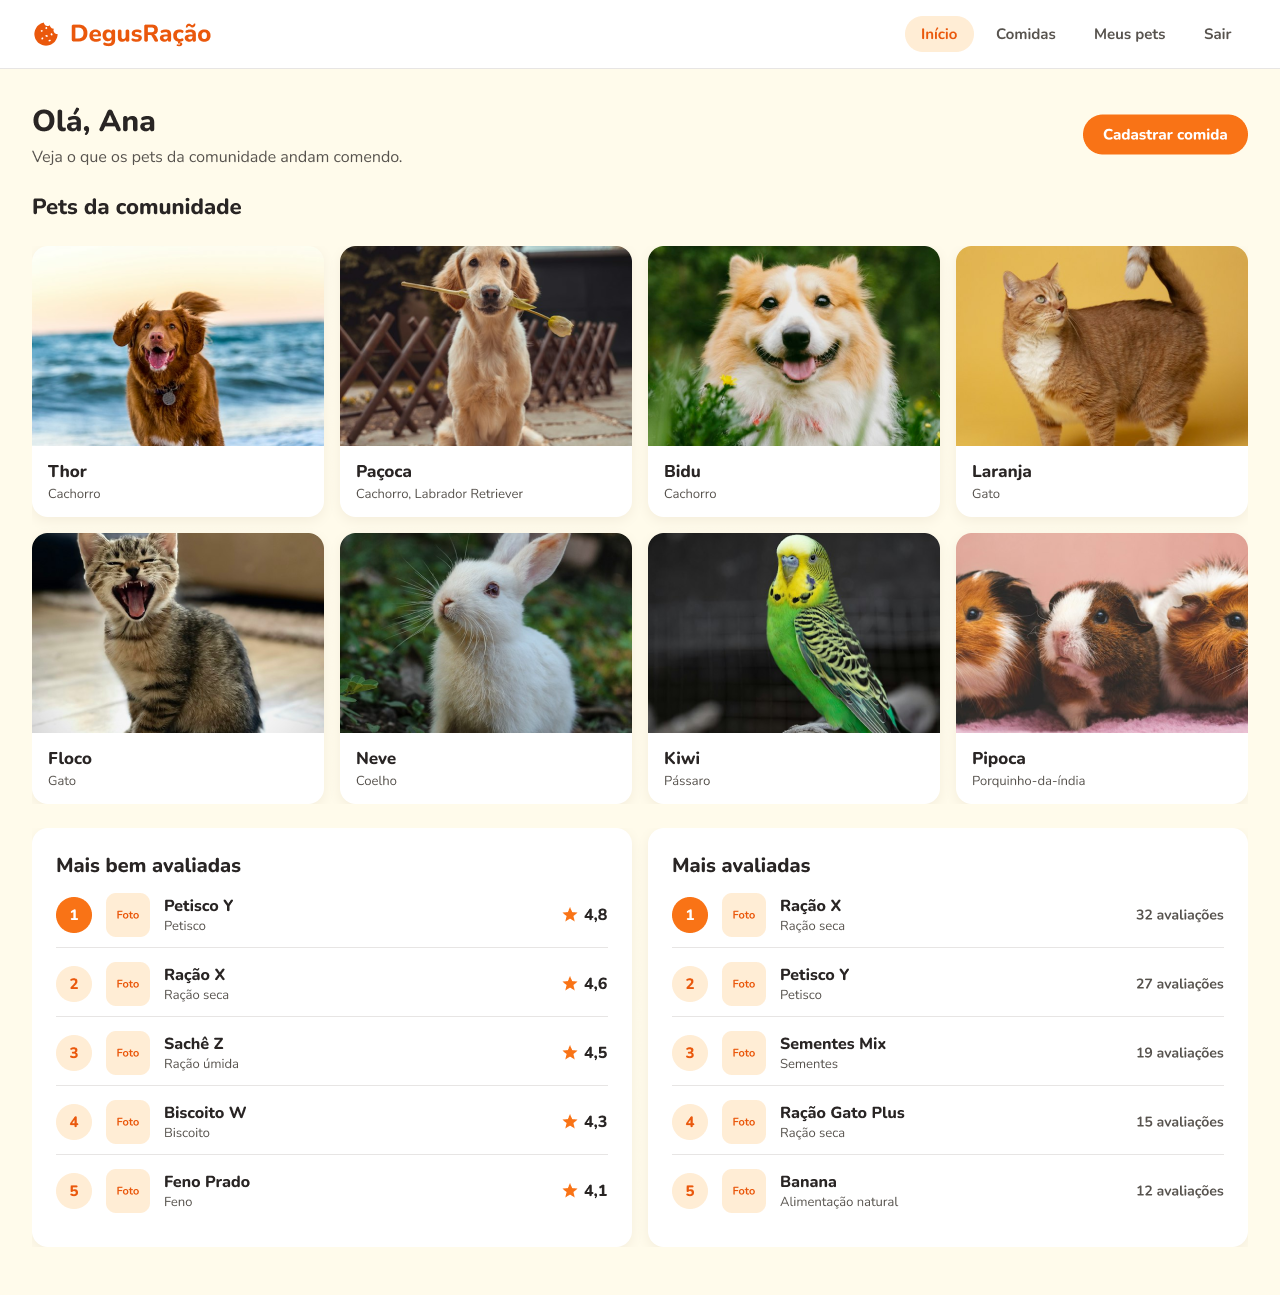 DegusRação
Início
Comidas
Meus pets
Sair
Olá, Ana
Veja o que os pets da comunidade andam comendo.
Cadastrar comida
Pets da comunidade
Thor
Cachorro
Paçoca
Cachorro, Labrador Retriever
Bidu
Cachorro
Laranja
Gato
Floco
Gato
Neve
Coelho
Kiwi
Pássaro
Pipoca
Porquinho-da-índia
Mais bem avaliadas
1
Foto
Petisco Y
Petisco
4,8
2
Foto
Ração X
Ração seca
4,6
3
Foto
Sachê Z
Ração úmida
4,5
4
Foto
Biscoito W
Biscoito
4,3
5
Foto
Feno Prado
Feno
4,1
Mais avaliadas
1
Foto
Ração X
Ração seca
32 avaliações
2
Foto
Petisco Y
Petisco
27 avaliações
3
Foto
Sementes Mix
Sementes
19 avaliações
4
Foto
Ração Gato Plus
Ração seca
15 avaliações
5
Foto
Banana
Alimentação natural
12 avaliações